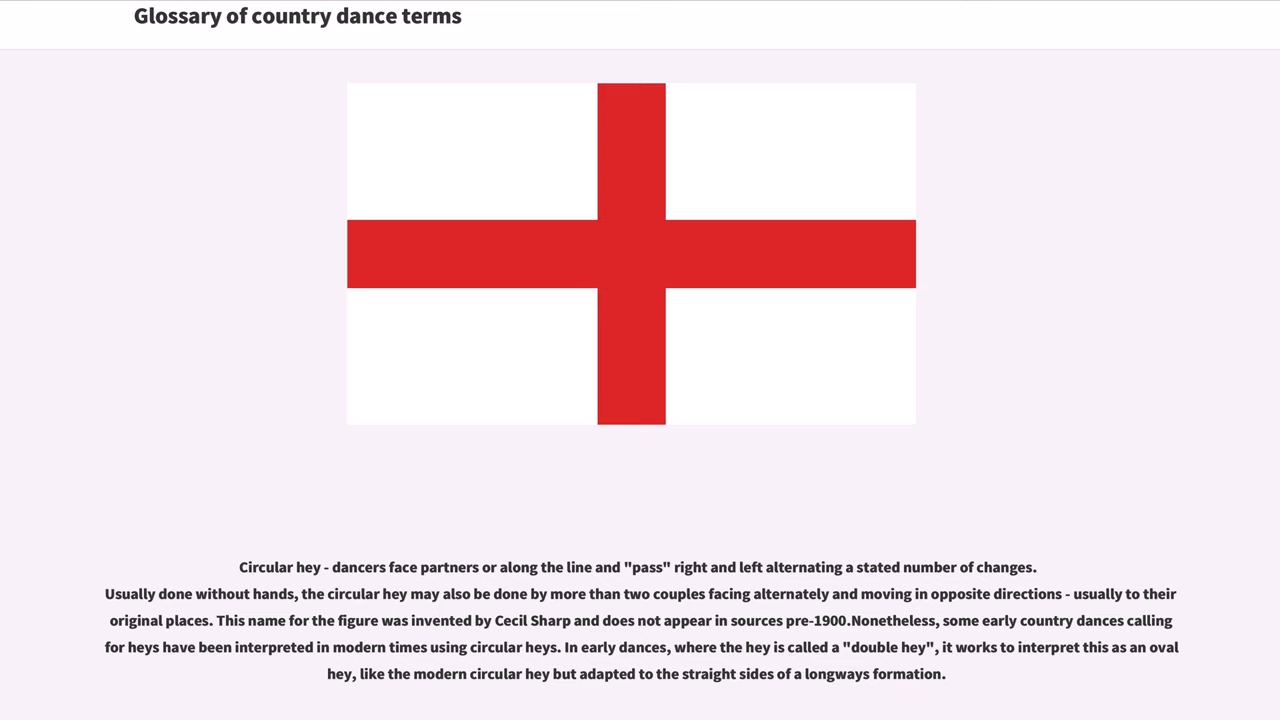 Glossary of country dance terms
Circular hey - dancers face partners or along the line and "pass" right and left alternating a stated number of changes.
Usually done without hands, the circular hey may also be done by more than two couples facing alternately and moving in opposite directions - usually to their
original places. This name for the figure was invented by Cecil Sharp and does not appear in sources pre-1900.Nonetheless, some early country dances calling
for heys have been interpreted in modern times using circular heys. In early dances, where the hey is called a "double hey", it works to interpret this as an oval
hey, like the modern circular hey but adapted to the straight sides of a longways formation.